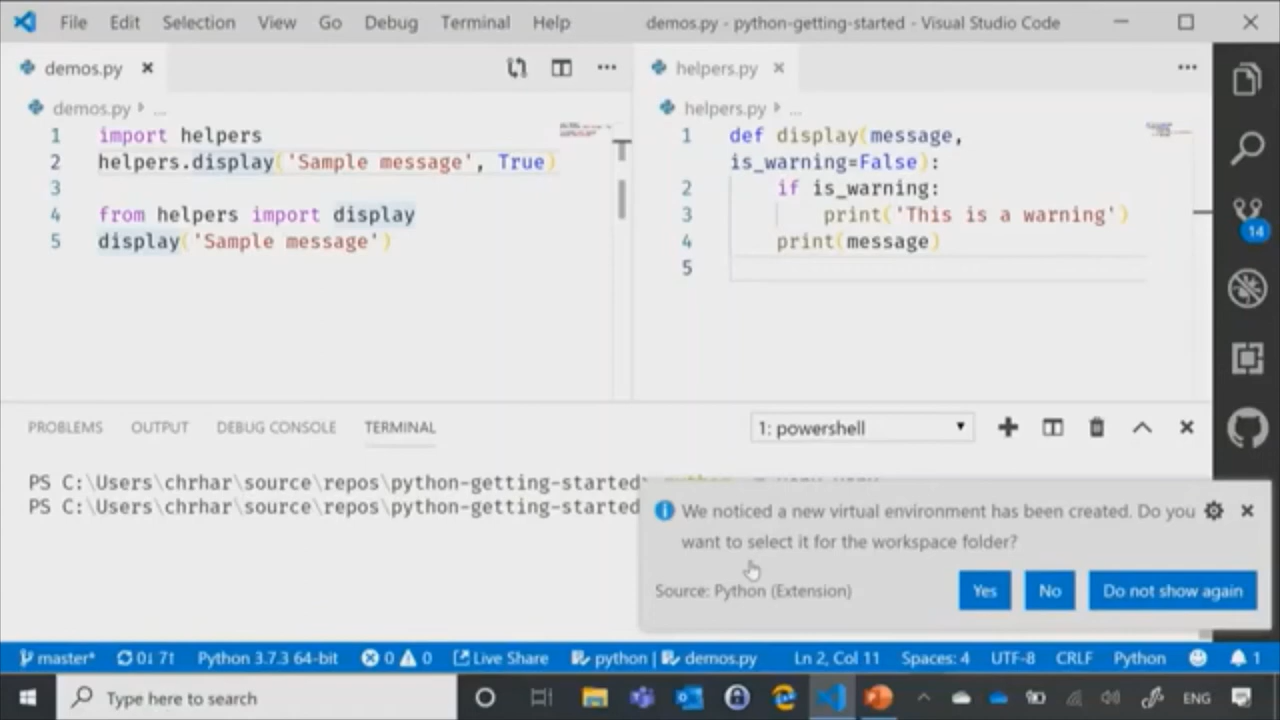 File Edit Selection View Go Debug Terminal Help demos.py - python-getting-started - Visual Studio Code
demos.py
helpers.py
demos.py ...
helpers.py ...
1 import helpers
2 helpers.display('Sample message', True)
3
4 from helpers import display
5 display('Sample message')
1 def display(message,
is_warning=False):
2 if is_warning:
3 print('This is a warning')
4 print(message)
5
14
PROBLEMS OUTPUT DEBUG CONSOLE TERMINAL 1: powershell
PS C:\Users\chrhar\source\repos\python-getting-started>
PS C:\Users\chrhar\source\repos\python-getting-started
We noticed a new virtual environment has been created. Do you
want to select it for the workspace folder?
Source: Python (Extension) Yes No Do not show again
master* 0↓ 7↑ Python 3.7.3 64-bit 0 0 Live Share python | demos.py Ln 2, Col 11 Spaces: 4 UTF-8 CRLF Python 1
Type here to search ENG